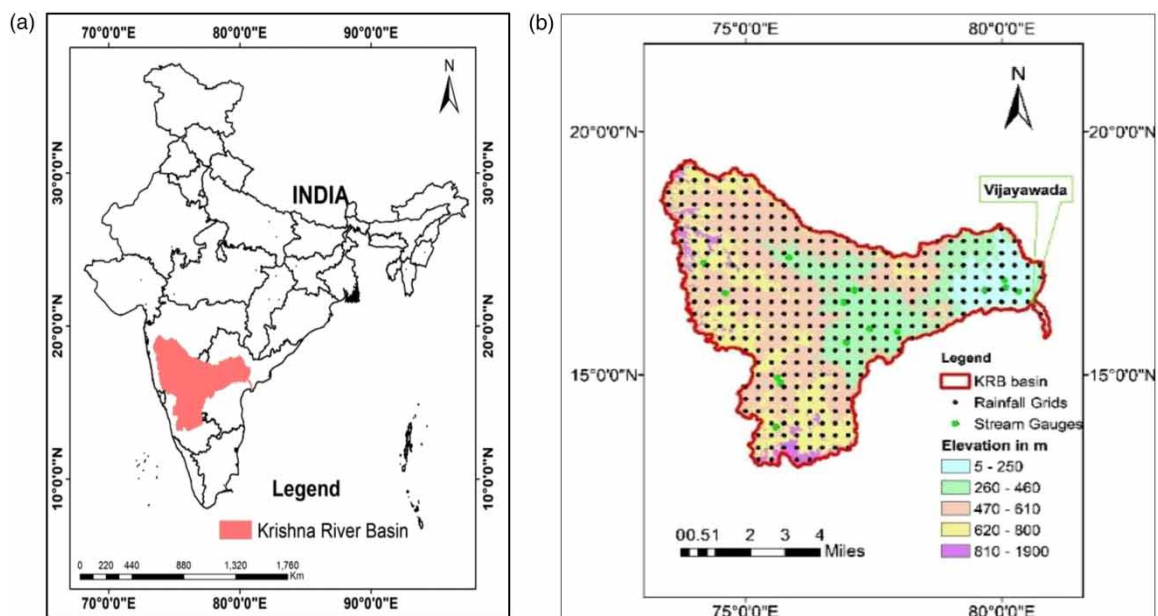 (a)
70°0'0"N 80°0'0"N 90°0'0"N
N
INDIA
30°0'0"N 30°0'0"N
20°0'0"N 20°0'0"N
10°0'0"N 10°0'0"N
Legend
Krishna River Basin
0 220 440 880 1,320 1,760
Km
70°0'0"N 80°0'0"N 90°0'0"N
(b)
75°0'0"E 80°0'0"E
N
20°0'0"N 20°0'0"N
Vijayawada
15°0'0"N 15°0'0"N
Legend
KRB basin
Rainfall Grids
Stream Gauges
Elevation in m
5 - 250
260 - 460
470 - 610
620 - 800
810 - 1900
00.51 2 3 4
Miles
75°0'0"E 80°0'0"E